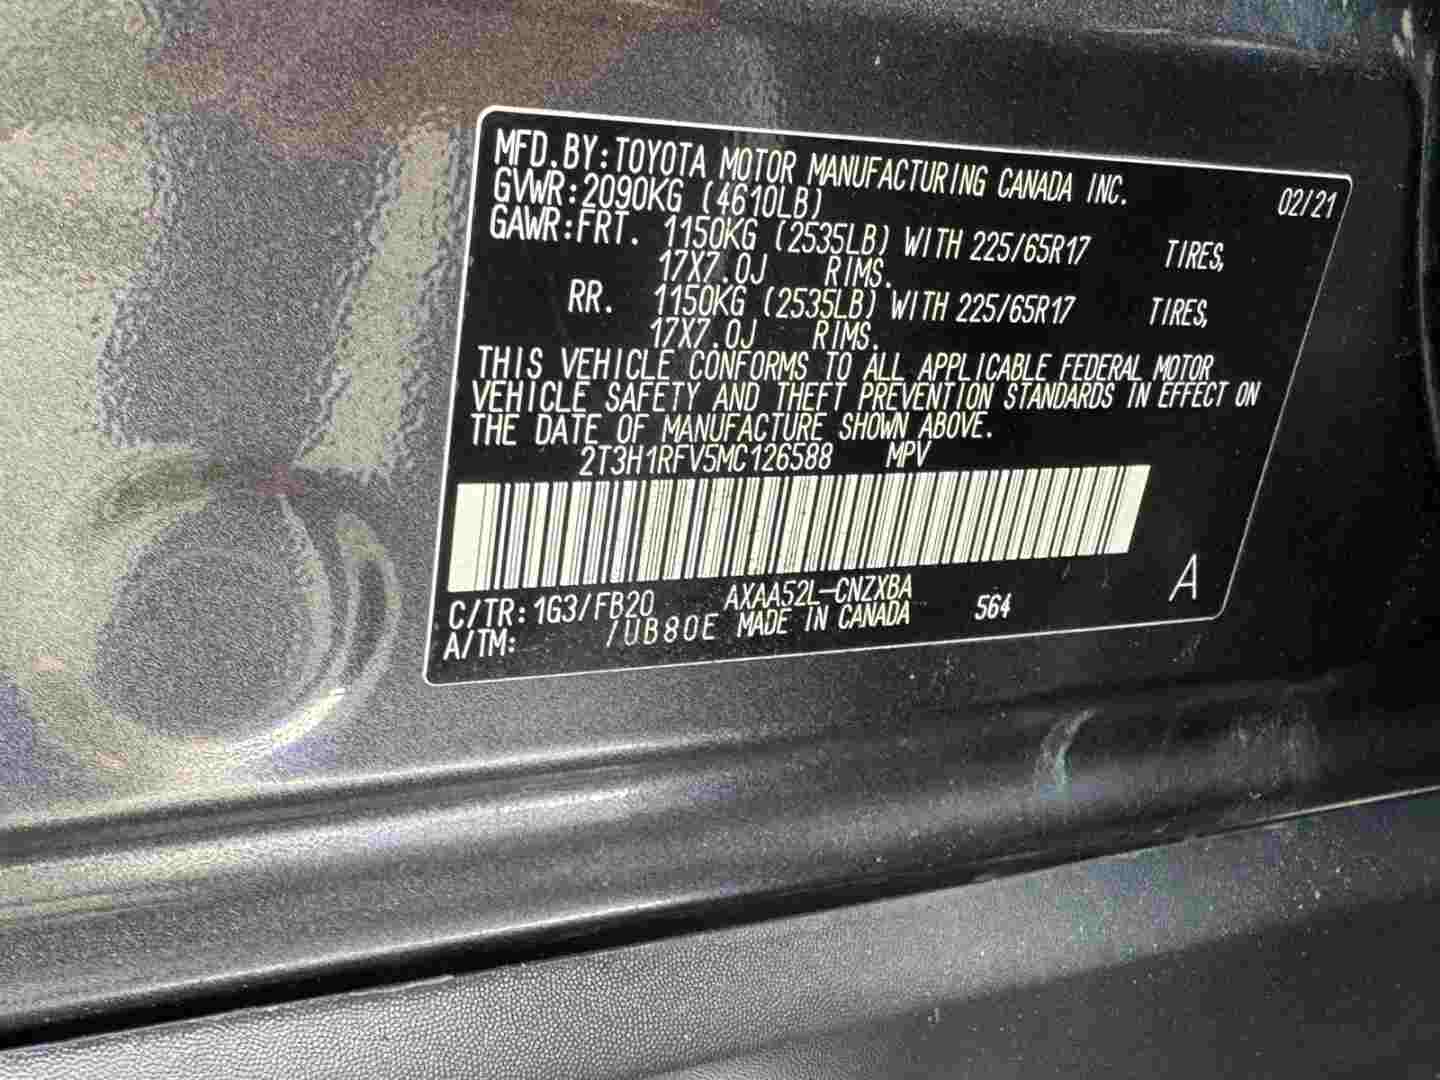 MFD.BY:TOYOTA MOTOR MANUFACTURING CANADA INC. 02/21
GVWR:2090KG (4610LB)
GAWR:FRT. 1150KG (2535LB) WITH 225/65R17 TIRES,
17X7.0J RIMS.
RR. 1150KG (2535LB) WITH 225/65R17 TIRES,
17X7.0J RIMS.
THIS VEHICLE CONFORMS TO ALL APPLICABLE FEDERAL MOTOR
VEHICLE SAFETY AND THEFT PREVENTION STANDARDS IN EFFECT ON
THE DATE OF MANUFACTURE SHOWN ABOVE.
2T3H1RFV5MC126588 MPV
C/TR:1G3/FB20 AXAA52L-CNZXBA 564 A
A/TM: /UB80E MADE IN CANADA